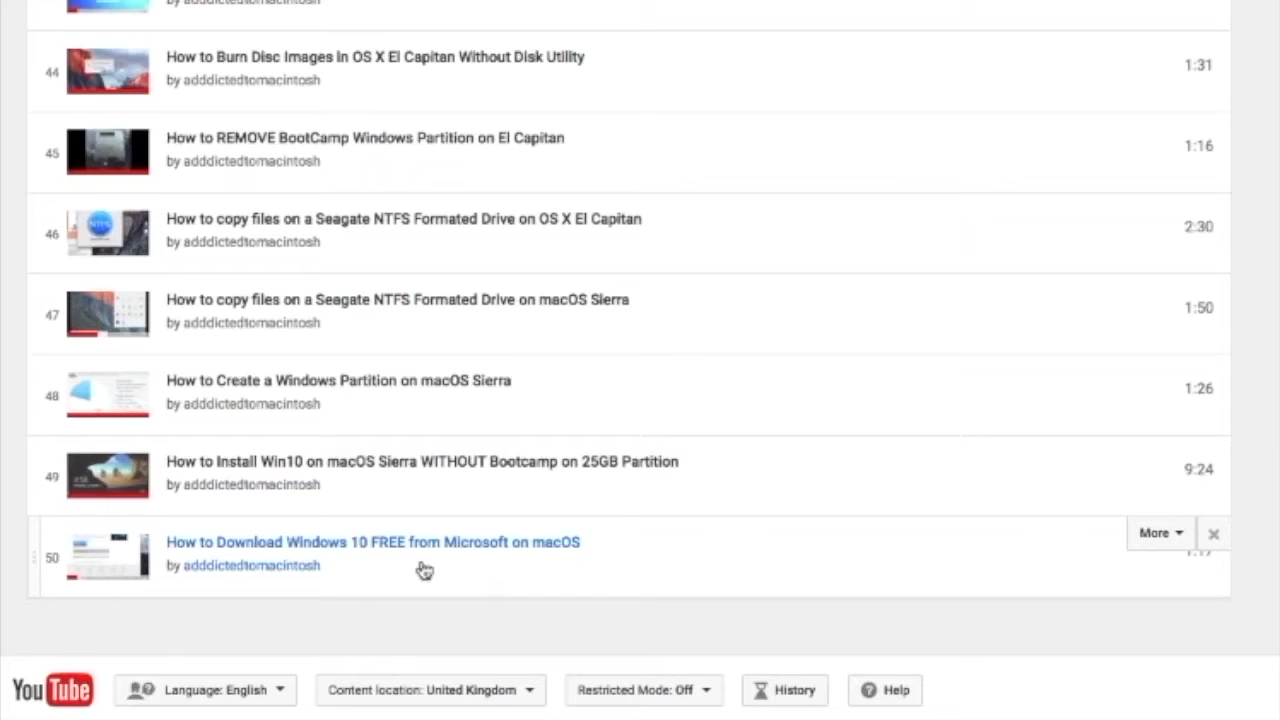 by adddictedtomacintosh
44
How to Burn Disc Images in OS X El Capitan Without Disk Utility
by adddictedtomacintosh
1:31
45
How to REMOVE BootCamp Windows Partition on El Capitan
by adddictedtomacintosh
1:16
46
How to copy files on a Seagate NTFS Formated Drive on OS X El Capitan
by adddictedtomacintosh
2:30
47
How to copy files on a Seagate NTFS Formated Drive on macOS Sierra
by adddictedtomacintosh
1:50
48
How to Create a Windows Partition on macOS Sierra
by adddictedtomacintosh
1:26
49
How to Install Win10 on macOS Sierra WITHOUT Bootcamp on 25GB Partition
by adddictedtomacintosh
9:24
50
How to Download Windows 10 FREE from Microsoft on macOS
by adddictedtomacintosh
More
YouTube
Language: English
Content location: United Kingdom
Restricted Mode: Off
History
Help